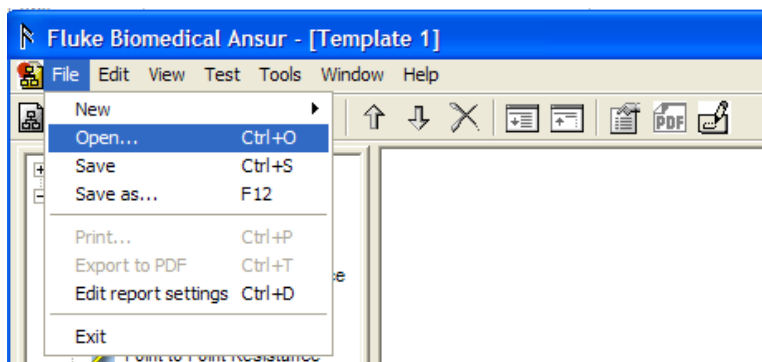 Fluke Biomedical Ansur - [Template 1]
File Edit View Test Tools Window Help
PDF
New
Open... Ctrl+O
Save Ctrl+S
Save as... F12
Print... Ctrl+P
Export to PDF Ctrl+T
Edit report settings Ctrl+D
Exit
Point to Point Resistance